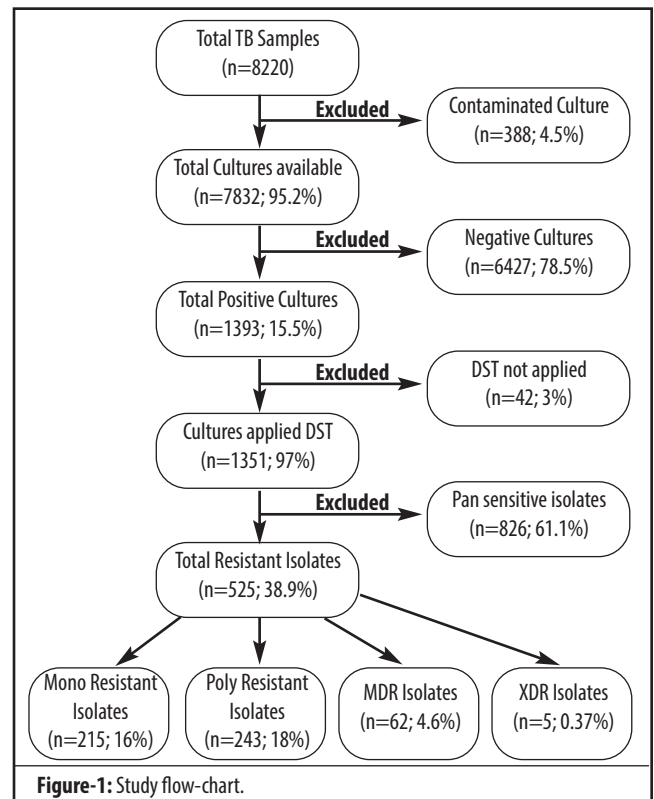 Total TB Samples
(n=8220)
Excluded
Contaminated Culture
(n=388; 4.5%)
Total Cultures available
(n=7832; 95.2%)
Excluded
Negative Cultures
(n=6427; 78.5%)
Total Positive Cultures
(n=1393; 15.5%)
Excluded
DST not applied
(n=42; 3%)
Cultures applied DST
(n=1351; 97%)
Excluded
Pan sensitive isolates
(n=826; 61.1%)
Total Resistant Isolates
(n=525; 38.9%)
Mono Resistant
Isolates
(n=215; 16%)
Poly Resistant
Isolates
(n=243; 18%)
MDR Isolates
(n=62; 4.6%)
XDR Isolates
(n=5; 0.37%)
Figure-1: Study flow-chart.